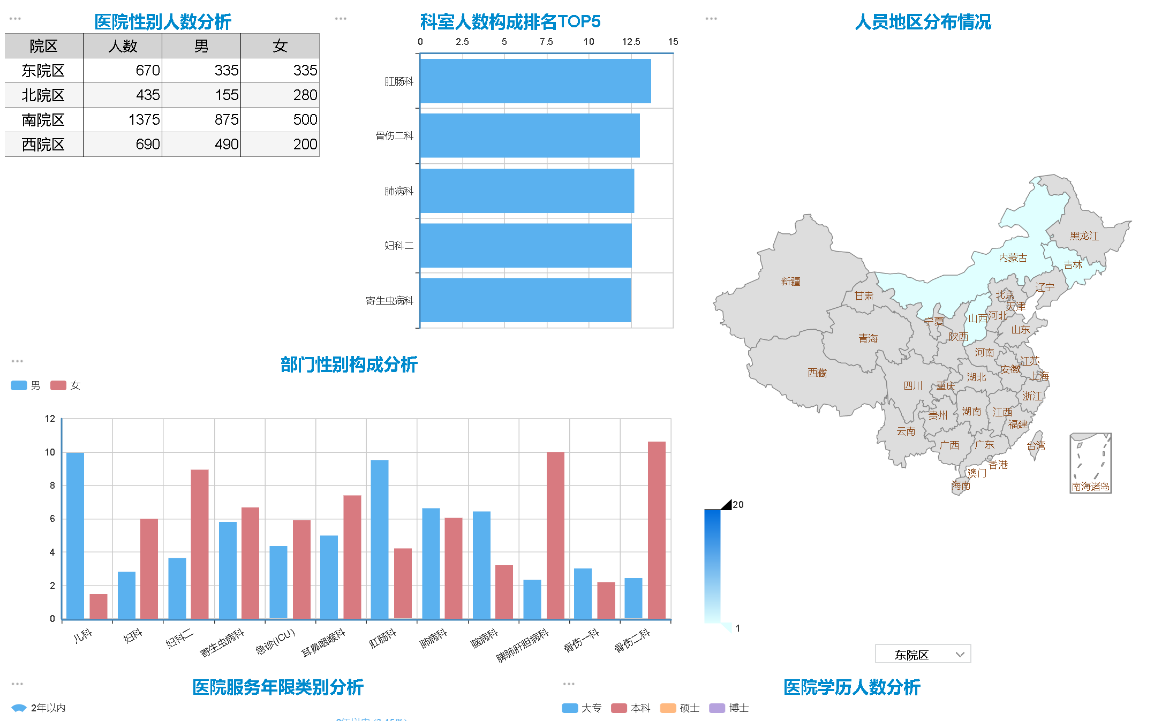 医院性别人数分析
院区 人数 男 女
东院区 670 335 335
北院区 435 155 280
南院区 1375 875 500
西院区 690 490 200
科室人数构成排名TOP5
0 2.5 5 7.5 10 12.5 15
肛肠科
骨伤二科
肺病科
妇科二
寄生虫病科
人员地区分布情况
黑龙江
内蒙古
吉林
新疆
辽宁
甘肃
北京
天津
山西
河北
宁夏
山东
陕西
青海
河南
江苏
西藏
安徽
上海
湖北
四川
重庆
浙江
湖南
江西
贵州
福建
云南
广西
广东
台湾
香港
澳门
海南
南海诸岛
20
1
东院区
部门性别构成分析
男 女
12
10
8
6
4
2
0
儿科 妇科 妇科二 寄生虫病科 急诊(ICU) 耳鼻咽喉科 肛肠科 肺病科 脑病科 脾胰肝胆病科 骨伤一科 骨伤二科
医院服务年限类别分析
2年以内
医院学历人数分析
大专 本科 硕士 博士